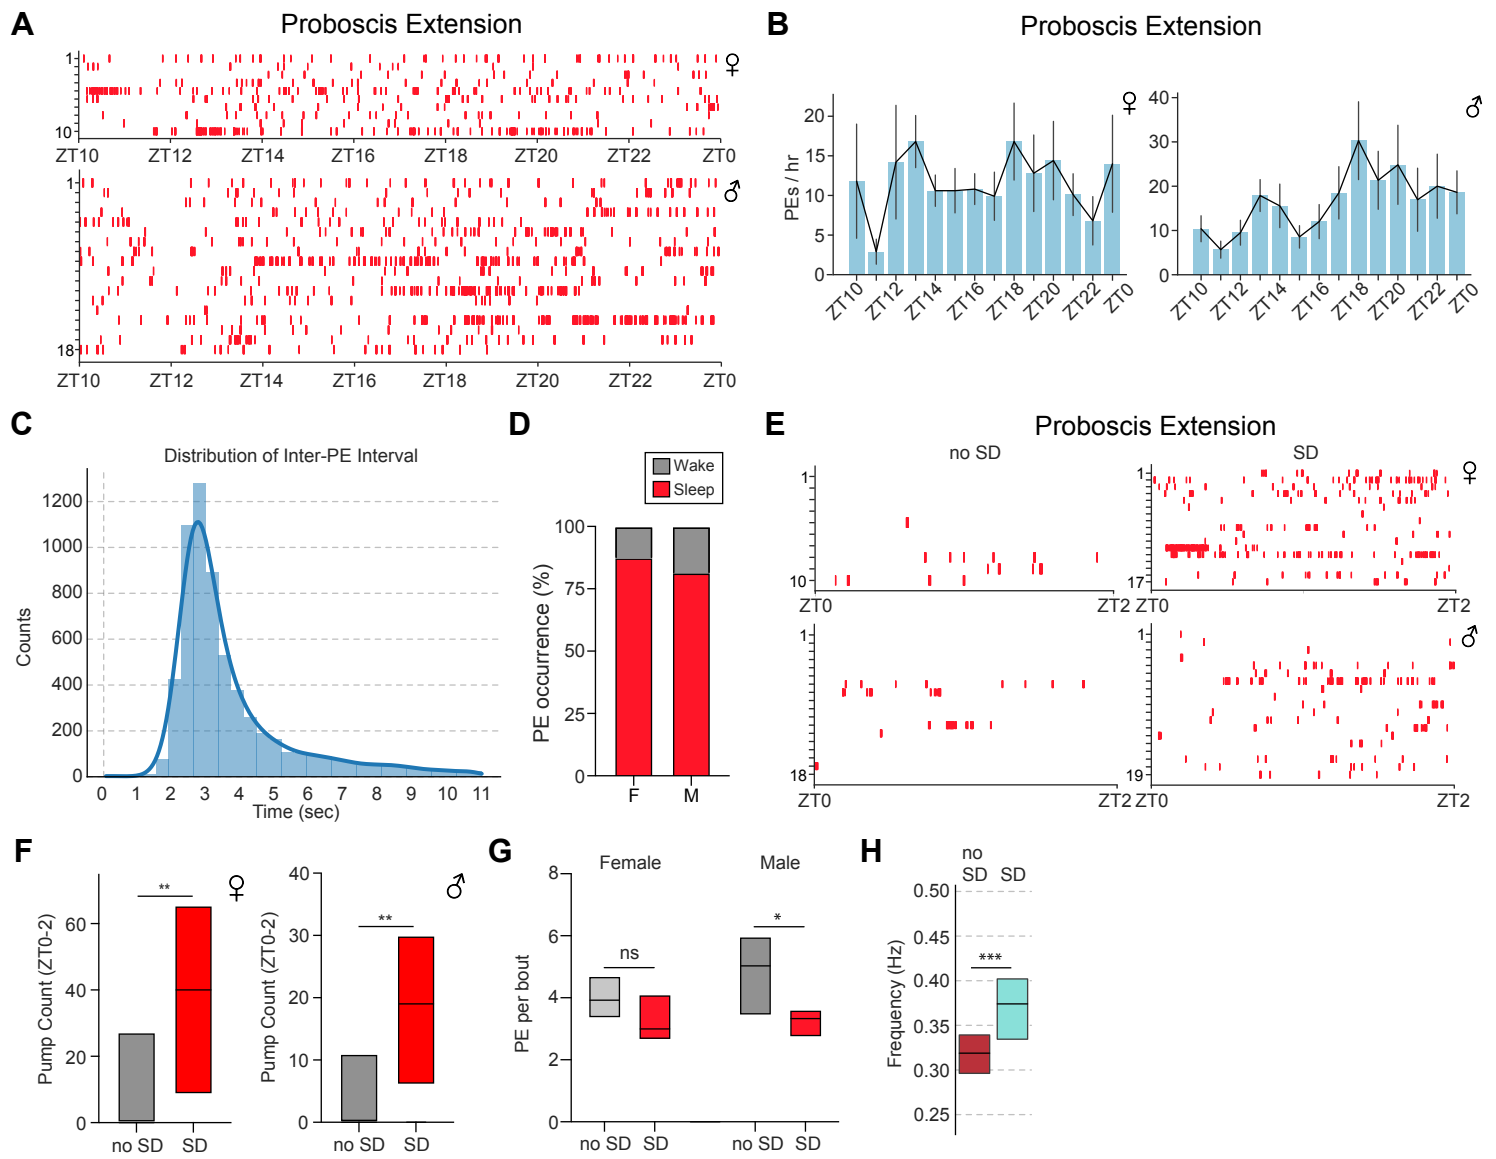 A
Proboscis Extension
1
10
♀
ZT10 ZT12 ZT14 ZT16 ZT18 ZT20 ZT22 ZT0
1
18
♂
ZT10 ZT12 ZT14 ZT16 ZT18 ZT20 ZT22 ZT0
B
Proboscis Extension
♀
PEs / hr
20
15
10
5
0
ZT10 ZT12 ZT14 ZT16 ZT18 ZT20 ZT22 ZT0
♂
40
30
20
10
0
ZT10 ZT12 ZT14 ZT16 ZT18 ZT20 ZT22 ZT0
C
Distribution of Inter-PE Interval
Counts
1200
1000
800
600
400
200
0
0 1 2 3 4 5 6 7 8 9 10 11
Time (sec)
D
Wake
Sleep
PE occurrence (%)
100
75
50
25
0
F M
E
Proboscis Extension
no SD SD
1
10
ZT0 ZT2
1
17
♀
ZT0 ZT2
1
18
ZT0 ZT2
1
19
♂
ZT0 ZT2
F
Pump Count (ZT0-2)
60
40
20
0
**
♀
no SD SD
Pump Count (ZT0-2)
40
30
20
10
0
**
♂
no SD SD
G
Female Male
PE per bout
8
6
4
2
0
ns
*
no SD SD no SD SD
H
no
SD SD
Frequency (Hz)
0.50
0.45
0.40
0.35
0.30
0.25
***